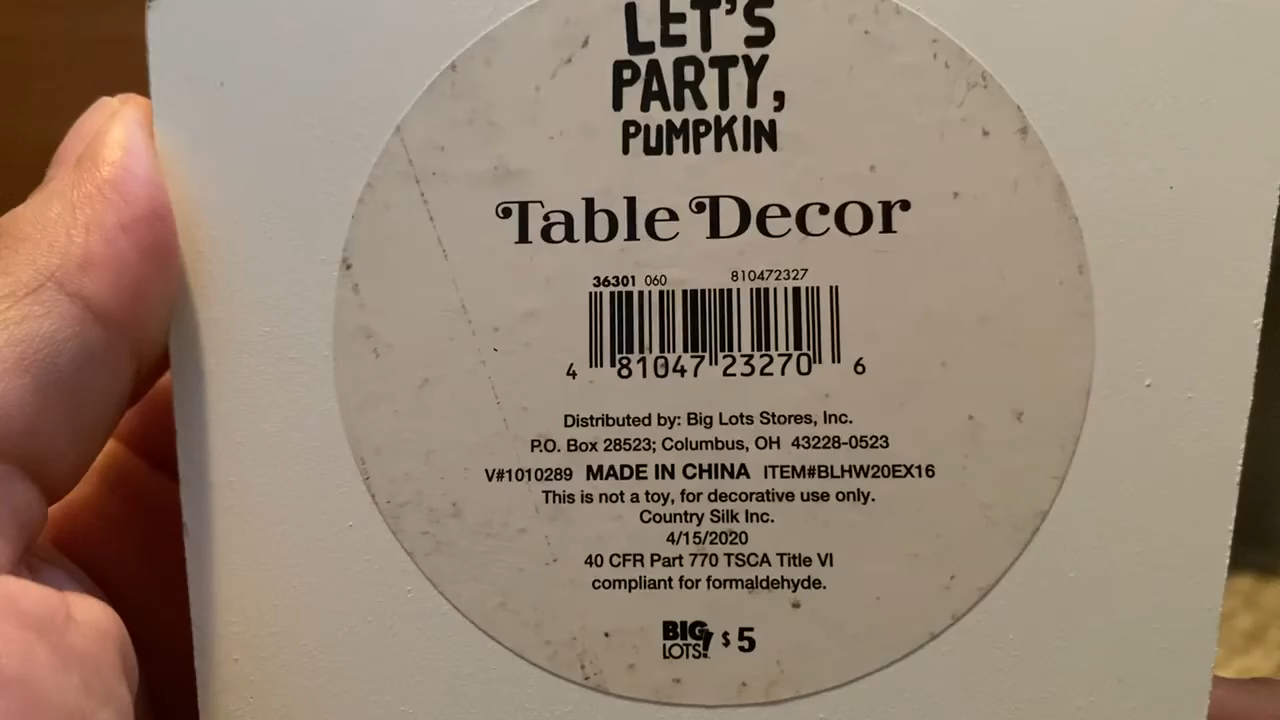 LET'S
PARTY,
PUMPKIN
Table Decor
36301 060 810472327
4 81047 23270 6
Distributed by: Big Lots Stores, Inc.
P.O. Box 28523; Columbus, OH 43228-0523
V#1010289 MADE IN CHINA ITEM#BLHW20EX16
This is not a toy, for decorative use only.
Country Silk Inc.
4/15/2020
40 CFR Part 770 TSCA Title VI
compliant for formaldehyde.
BIG LOTS! $5